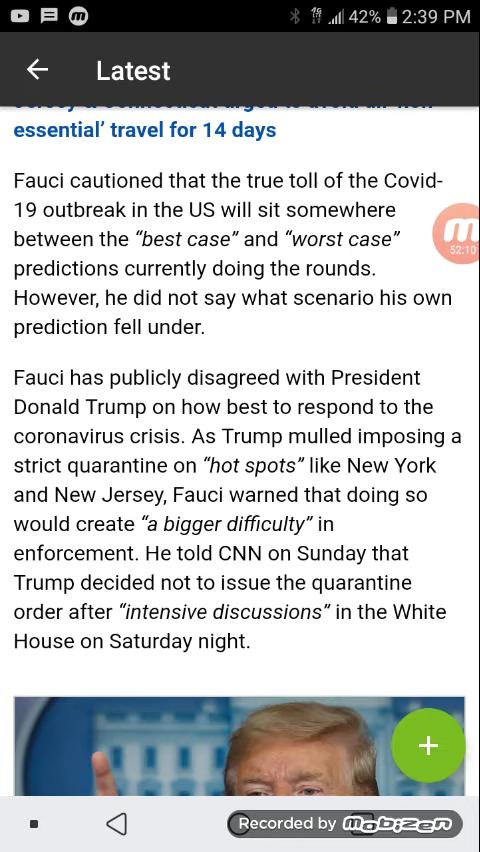 42% 2:39 PM
Latest
essential’ travel for 14 days
Fauci cautioned that the true toll of the Covid-
19 outbreak in the US will sit somewhere
between the “best case” and “worst case”
predictions currently doing the rounds.
However, he did not say what scenario his own
prediction fell under.
Fauci has publicly disagreed with President
Donald Trump on how best to respond to the
coronavirus crisis. As Trump mulled imposing a
strict quarantine on “hot spots” like New York
and New Jersey, Fauci warned that doing so
would create “a bigger difficulty” in
enforcement. He told CNN on Sunday that
Trump decided not to issue the quarantine
order after “intensive discussions” in the White
House on Saturday night.
m
52:10
+
Recorded by mobizen